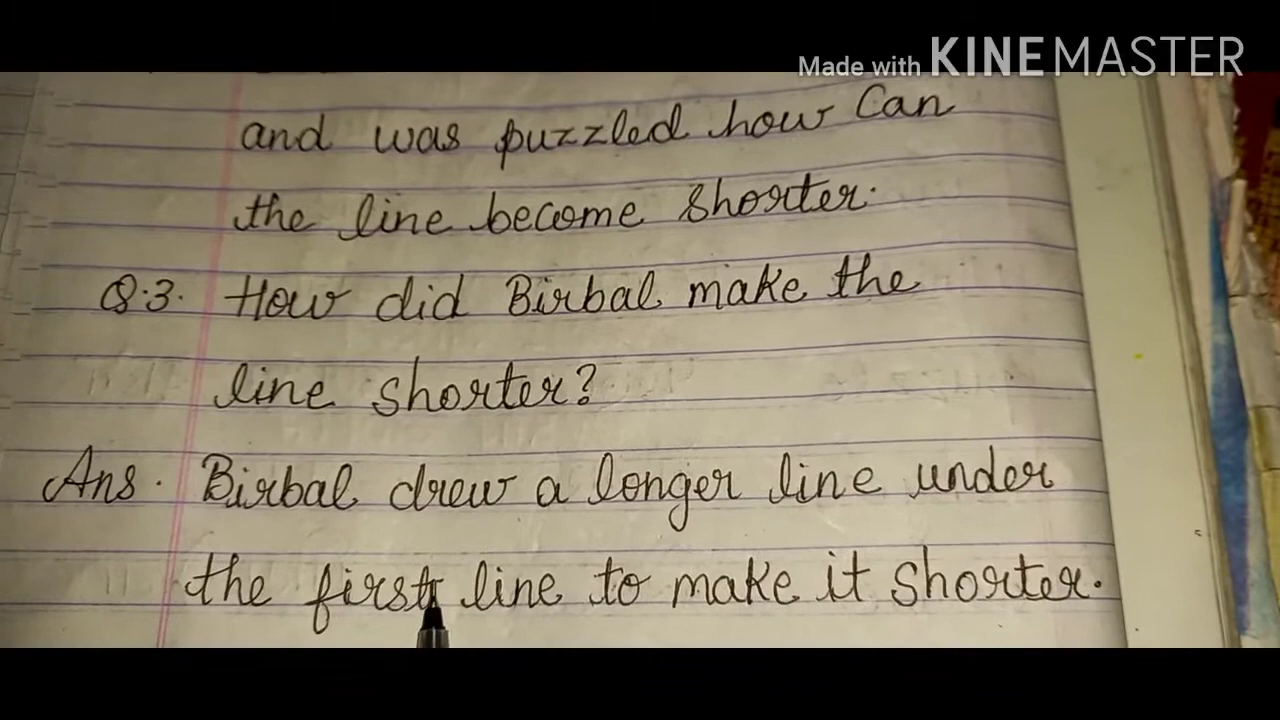 Made with KINEMASTER
and was puzzled how Can
the line become shorter.
Q.3. How did Birbal make the
line shorter?
Ans. Birbal drew a longer line under
the first line to make it shorter.